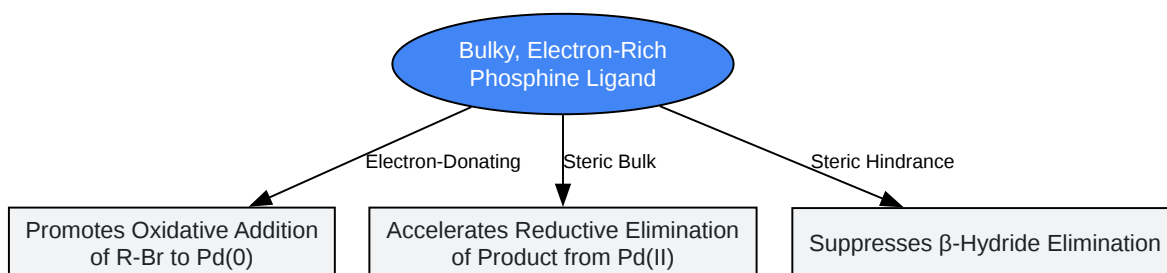 Bulky, Electron-Rich
Phosphine Ligand
Electron-Donating
Steric Bulk
Steric Hindrance
Promotes Oxidative Addition
of R-Br to Pd(0)
Accelerates Reductive Elimination
of Product from Pd(II)
Suppresses β-Hydride Elimination